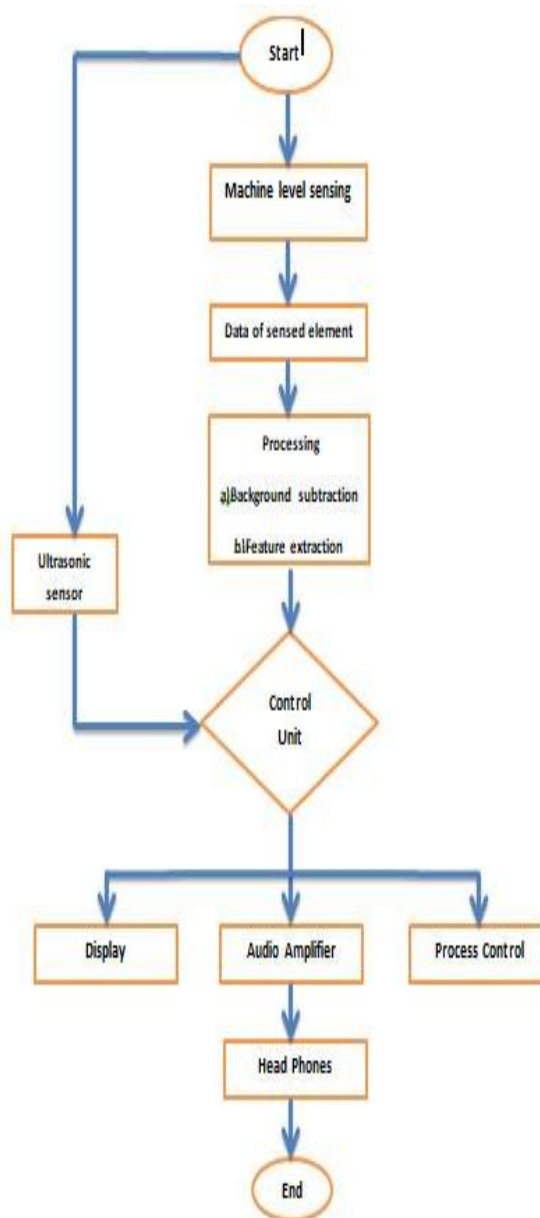 Start
Machine level sensing
Data of sensed element
Processing
a)Background subtraction
b)Feature extraction
Ultrasonic
sensor
Control
Unit
Display
Audio Amplifier
Process Control
Head Phones
End